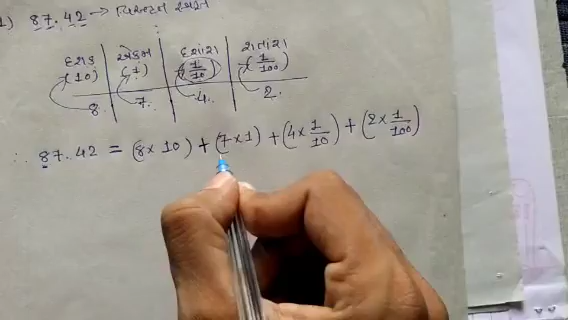 1) 87.42 → વિસ્તૃત સ્વરૂપ
દશક એકમ દશાંશ શતાંશ
(10) (1) (1/10) (1/100)
8. 7. 4. 2.
∴ 87.42 = (8 × 10) + (7 × 1) + (4 × 1/10) + (2 × 1/100)